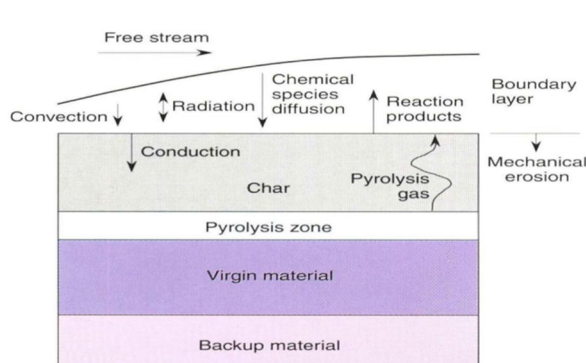 Free stream
Chemical
species
diffusion
Boundary
layer
Convection
Radiation
Reaction
products
Conduction
Mechanical
erosion
Char
Pyrolysis
gas
Pyrolysis zone
Virgin material
Backup material